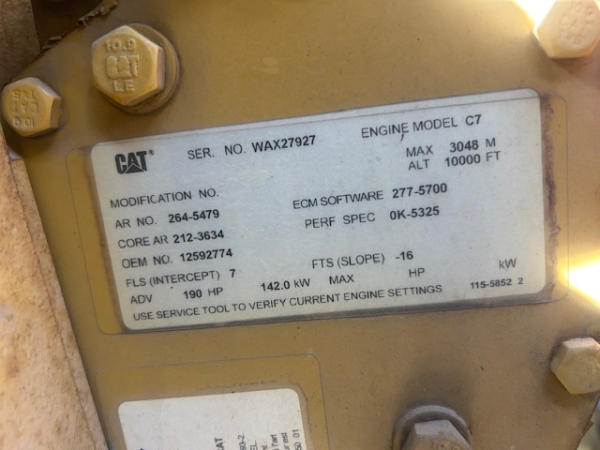 10.9
CAT
LE
CAT
10.9
CAT SER. NO. WAX27927 ENGINE MODEL C7
MAX 3048 M
ALT 10000 FT
MODIFICATION NO.
AR NO. 264-5479 ECM SOFTWARE 277-5700
CORE AR 212-3634 PERF SPEC 0K-5325
OEM NO. 12592774
FLS (INTERCEPT) 7 FTS (SLOPE) -16
ADV 190 HP 142.0 kW MAX HP kW
USE SERVICE TOOL TO VERIFY CURRENT ENGINE SETTINGS 115-5852 2